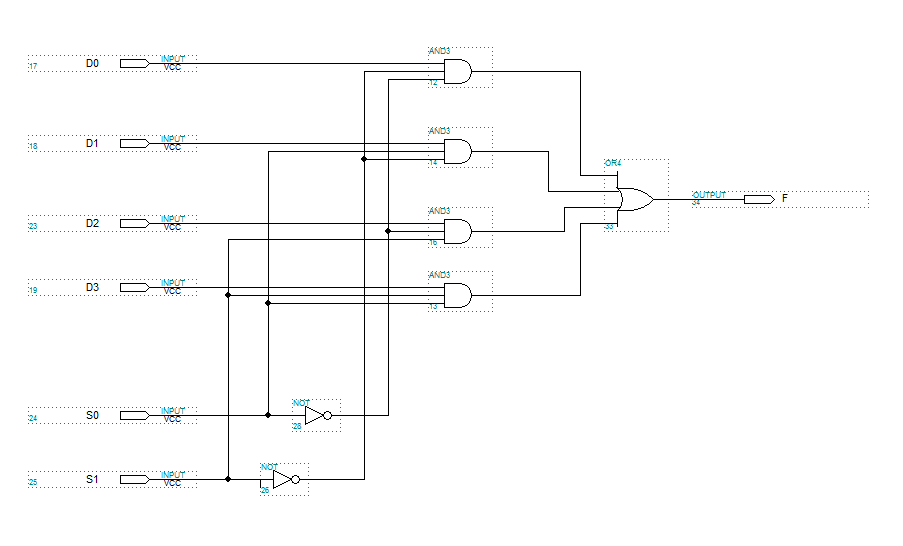 AND3
17 D0 INPUT VCC
12
AND3
18 D1 INPUT VCC
14
OR4
33
OUTPUT F
34
AND3
23 D2 INPUT VCC
16
AND3
19 D3 INPUT VCC
13
NOT
24 S0 INPUT VCC
28
NOT
25 S1 INPUT VCC
26